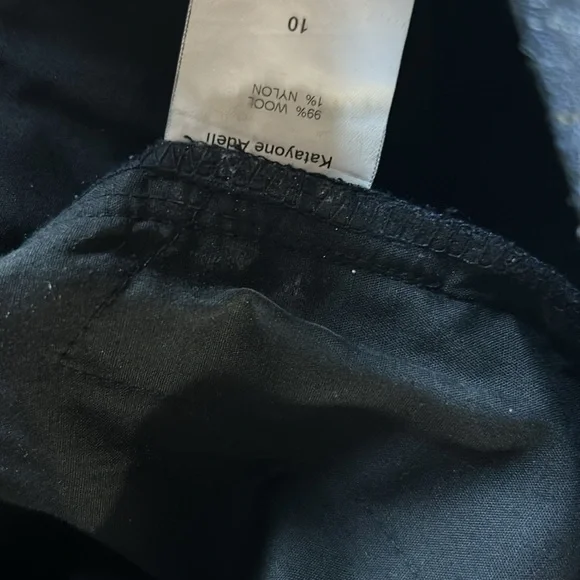 Katayone Adeli
99% WOOL
1% NYLON
10